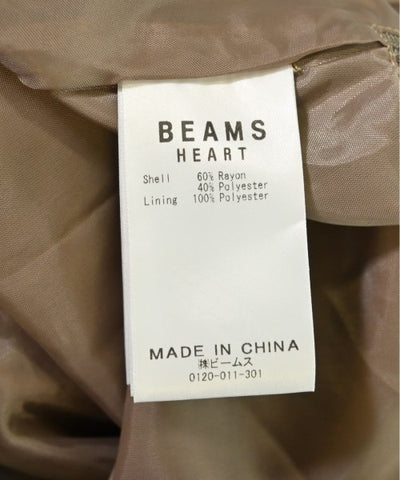 BEAMS
HEART
Shell 60% Rayon
40% Polyester
Lining 100% Polyester
MADE IN CHINA
㈱ビームス
0120-011-301